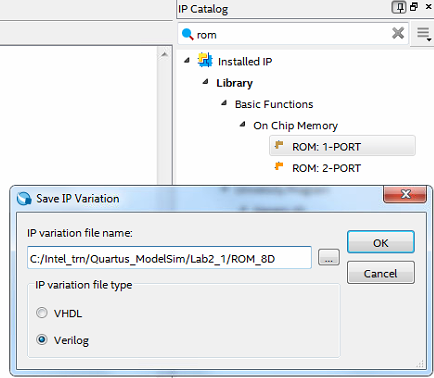 IP Catalog
rom
Installed IP
Library
Basic Functions
On Chip Memory
ROM: 1-PORT
ROM: 2-PORT
Save IP Variation
IP variation file name:
C:/Intel_trn/Quartus_ModelSim/Lab2_1/ROM_8D
...
OK
Cancel
IP variation file type
VHDL
Verilog